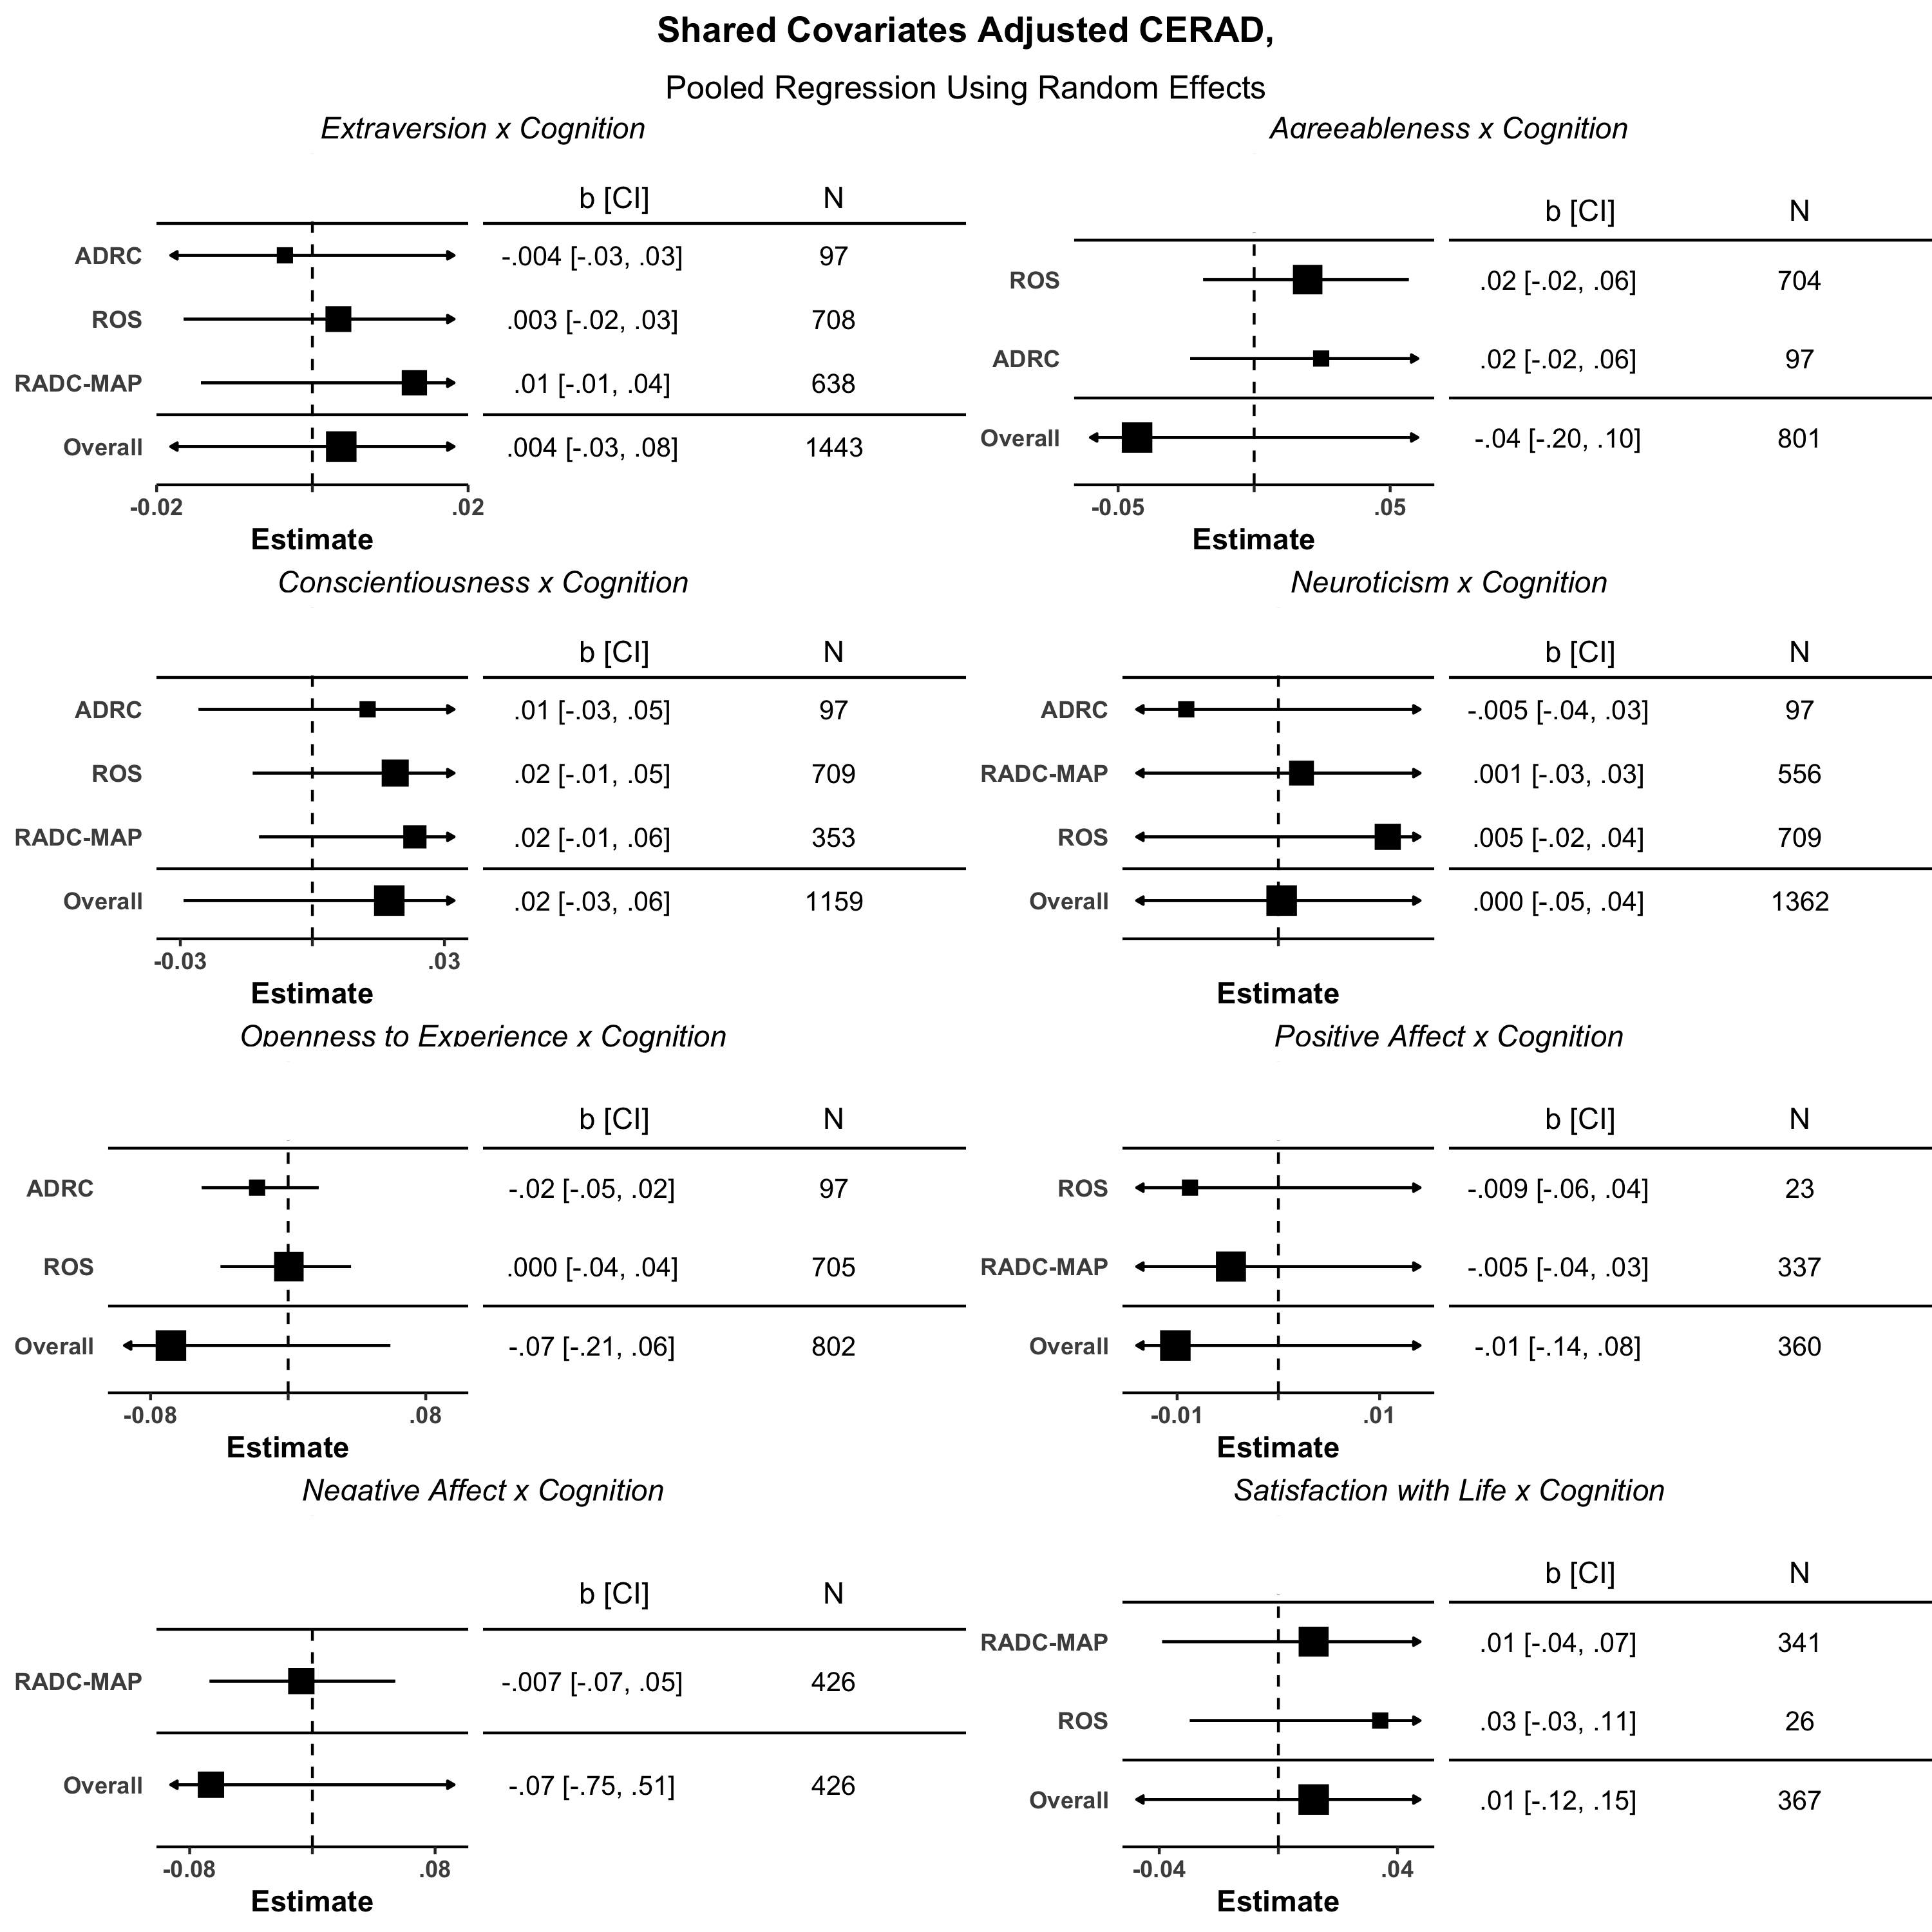 Shared Covariates Adjusted CERAD,
Pooled Regression Using Random Effects
Extraversion x Cognition
b [CI] N
ADRC -.004 [-.03, .03] 97
ROS .003 [-.02, .03] 708
RADC-MAP .01 [-.01, .04] 638
Overall .004 [-.03, .08] 1443
-0.02 .02
Estimate
Agreeableness x Cognition
b [CI] N
ROS .02 [-.02, .06] 704
ADRC .02 [-.02, .06] 97
Overall -.04 [-.20, .10] 801
-0.05 .05
Estimate
Conscientiousness x Cognition
b [CI] N
ADRC .01 [-.03, .05] 97
ROS .02 [-.01, .05] 709
RADC-MAP .02 [-.01, .06] 353
Overall .02 [-.03, .06] 1159
-0.03 .03
Estimate
Neuroticism x Cognition
b [CI] N
ADRC -.005 [-.04, .03] 97
RADC-MAP .001 [-.03, .03] 556
ROS .005 [-.02, .04] 709
Overall .000 [-.05, .04] 1362
Estimate
Openness to Experience x Cognition
b [CI] N
ADRC -.02 [-.05, .02] 97
ROS .000 [-.04, .04] 705
Overall -.07 [-.21, .06] 802
-0.08 .08
Estimate
Positive Affect x Cognition
b [CI] N
ROS -.009 [-.06, .04] 23
RADC-MAP -.005 [-.04, .03] 337
Overall -.01 [-.14, .08] 360
-0.01 .01
Estimate
Negative Affect x Cognition
b [CI] N
RADC-MAP -.007 [-.07, .05] 426
Overall -.07 [-.75, .51] 426
-0.08 .08
Estimate
Satisfaction with Life x Cognition
b [CI] N
RADC-MAP .01 [-.04, .07] 341
ROS .03 [-.03, .11] 26
Overall .01 [-.12, .15] 367
-0.04 .04
Estimate